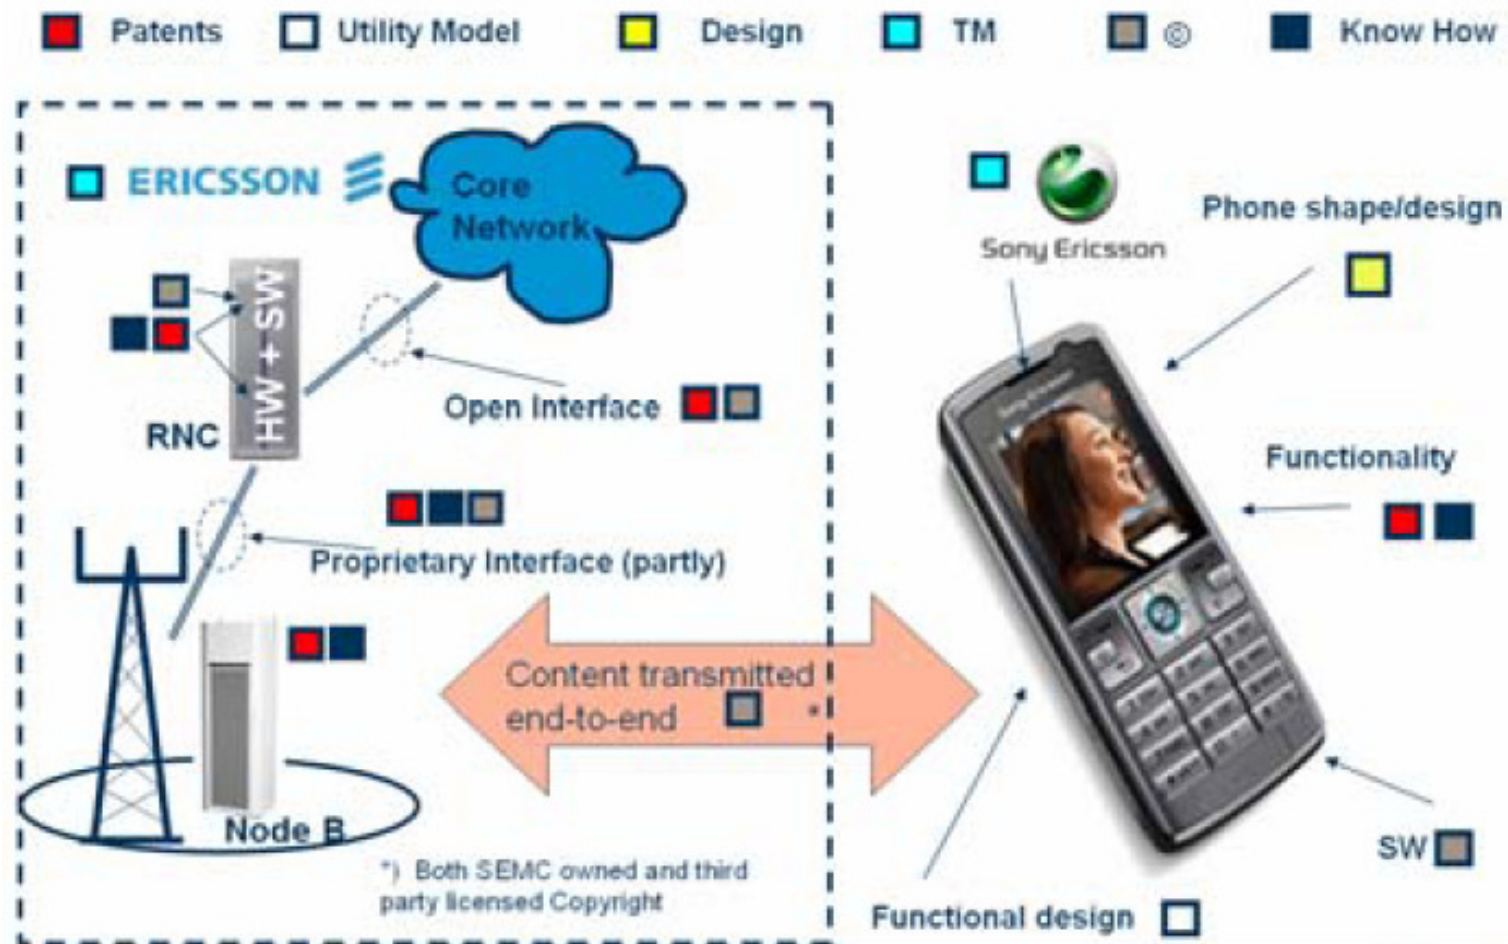 Patents
Utility Model
Design
TM
©
Know How
ERICSSON
Core
Network
Sony Ericsson
Phone shape/design
HW + SW
RNC
Open Interface
Functionality
Proprietary Interface (partly)
Content transmitted
end-to-end *
Node B
*) Both SEMC owned and third
party licensed Copyright
SW
Functional design